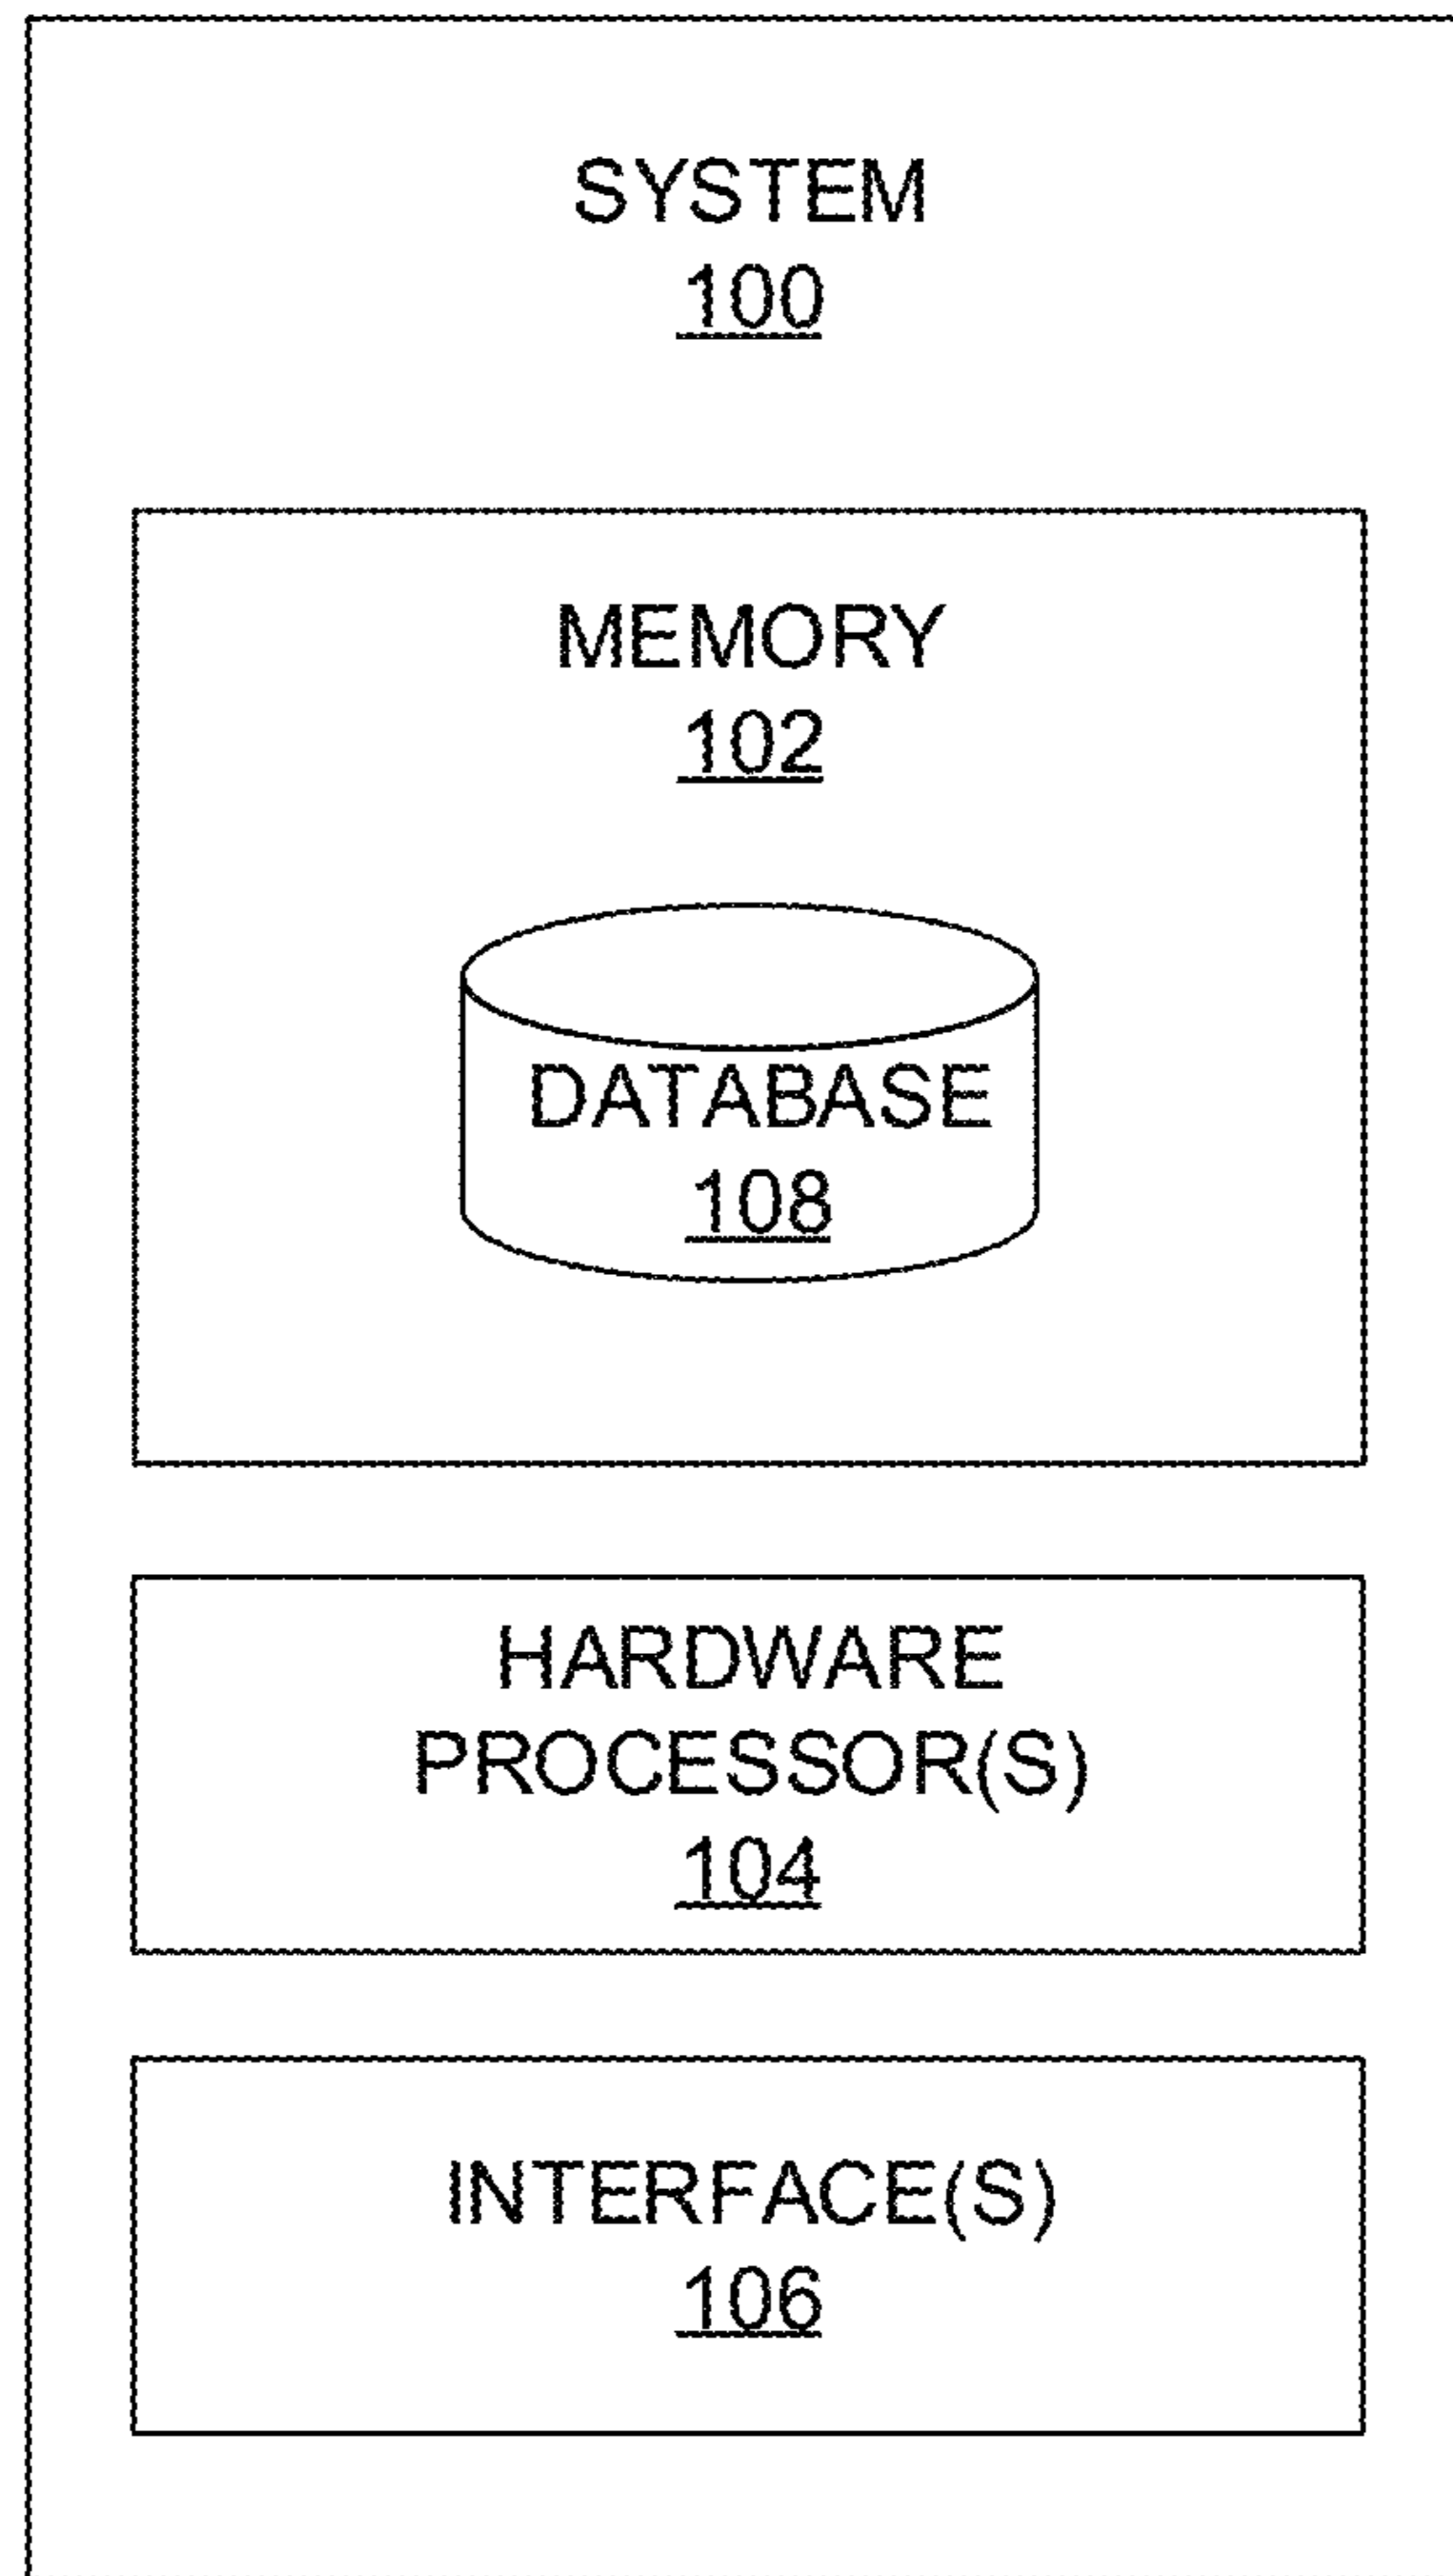 SYSTEM
100
MEMORY
102
DATABASE
108
HARDWARE
PROCESSOR(S)
104
INTERFACE(S)
106